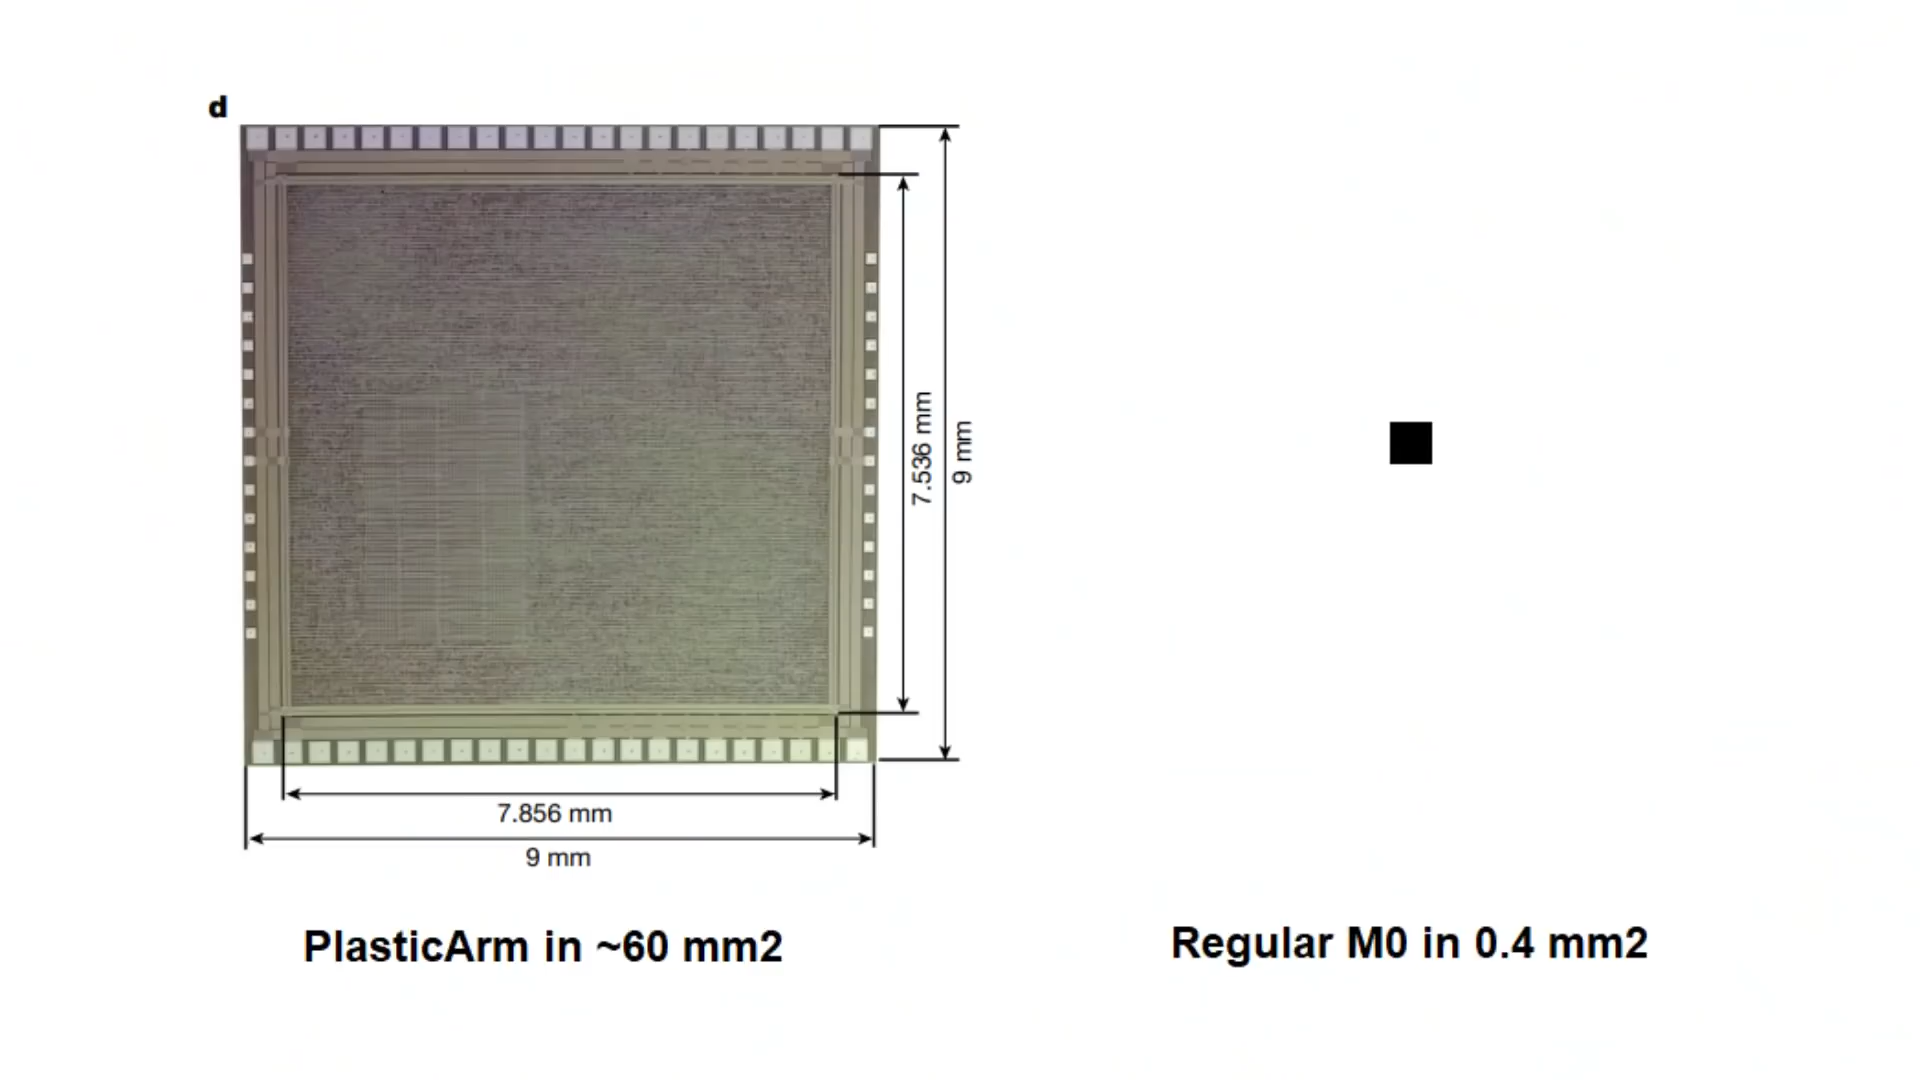 d
7.536 mm
9 mm
7.856 mm
9 mm
PlasticArm in ~60 mm2
Regular M0 in 0.4 mm2